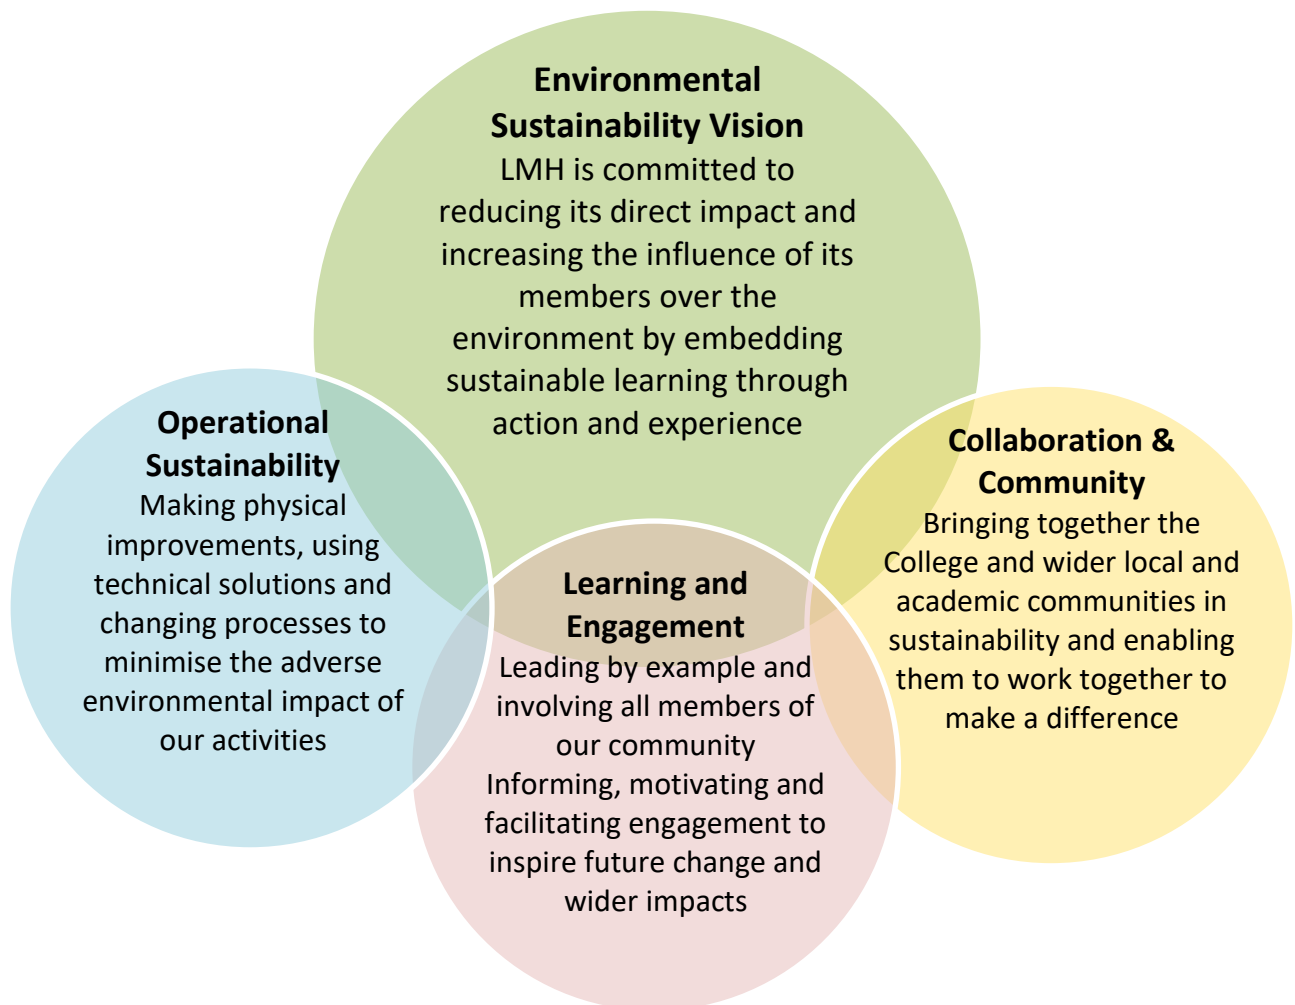 Environmental
Sustainability Vision
LMH is committed to
reducing its direct impact and
increasing the influence of its
members over the
environment by embedding
sustainable learning through
action and experience
Operational
Sustainability
Making physical
improvements, using
technical solutions and
changing processes to
minimise the adverse
environmental impact of
our activities
Learning and
Engagement
Leading by example and
involving all members of
our community
Informing, motivating and
facilitating engagement to
inspire future change and
wider impacts
Collaboration &
Community
Bringing together the
College and wider local and
academic communities in
sustainability and enabling
them to work together to
make a difference